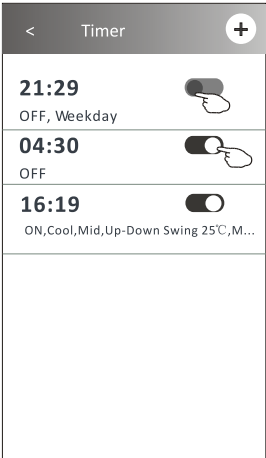 < Timer +
21:29
OFF, Weekday
04:30
OFF
16:19
ON,Cool,Mid,Up-Down Swing 25℃,M...